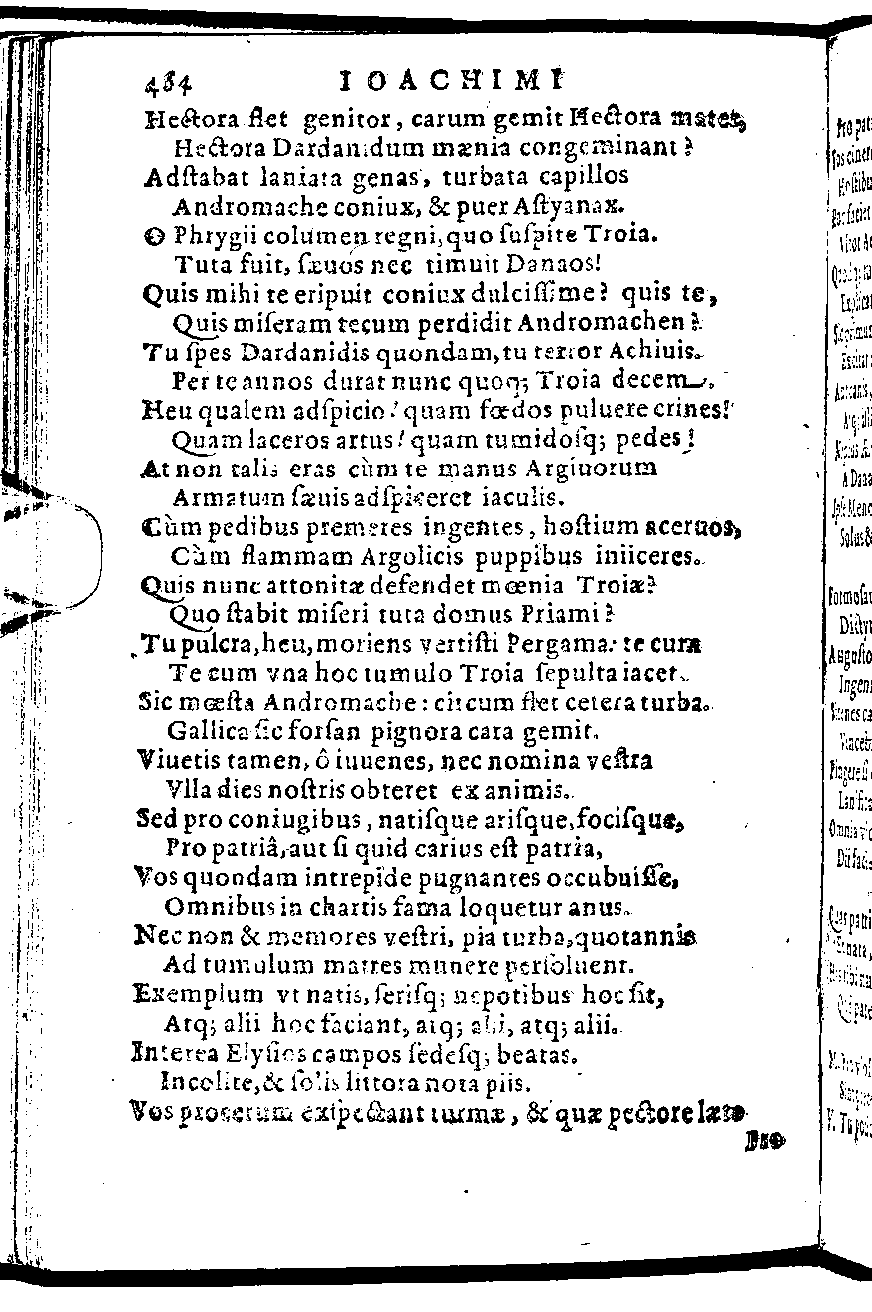 484 IOACHIMI
Hectora flet genitor, carum gemit Hectora mater,
Hectora Dardanidum mænia congeminant?
Adſtabat laniata genas, turbata capillos
Andromache coniux, & puer Aſtyanax.
O Phrygii columen regni, quo ſuſpite Troia.
Tuta fuit, ſæuos nec timuit Danaos!
Quis mihi te eripuit coniux dulciſſime? quis te,
Quis miſeram tecum perdidit Andromachen?
Tu ſpes Dardanidis quondam, tu terror Achiuis.
Per te annos durat nunc quoq; Troia decem.
Heu qualem adſpicio! quam fœdos puluere crines!
Quam laceros artus! quam tumidoſq; pedes!
At non talis eras cùm te manus Argiuorum
Armatum ſæuis adſpiceret iaculis.
Cùm pedibus premeres ingentes, hoſtium aceruos,
Cùm flammam Argolicis puppibus iniiceres.
Quis nunc attonitæ defendet mœnia Troiæ?
Quo ſtabit miſeri tuta domus Priami?
Tu pulcra, heu, moriens vertiſti Pergama: te cum
Te cum vna hoc tumulo Troia ſepulta iacet.
Sic mœſta Andromache: circum flet cetera turba.
Gallica ſic forſan pignora cara gemit.
Viuetis tamen, ô iuuenes, nec nomina veſtra
Vlla dies noſtris obteret ex animis.
Sed pro coniugibus, natiſque ariſque, fociſque,
Pro patriâ, aut ſi quid carius eſt patria,
Vos quondam intrepide pugnantes occubuiſſe,
Omnibus in chartis fama loquetur anus.
Nec non & memores veſtri, pia turba, quotannis
Ad tumulum matres munere perſoluent.
Exemplum vt natis, ſeriſq; nepotibus hoc ſit,
Atq; alii hoc faciant, atq; alii, atq; alii.
Interea Elyſios campos ſedeſq; beatas.
Incolite, & ſolis littora nota piis.
Vos procerum exſpectant turmæ, & quæ pectore læto
Pro